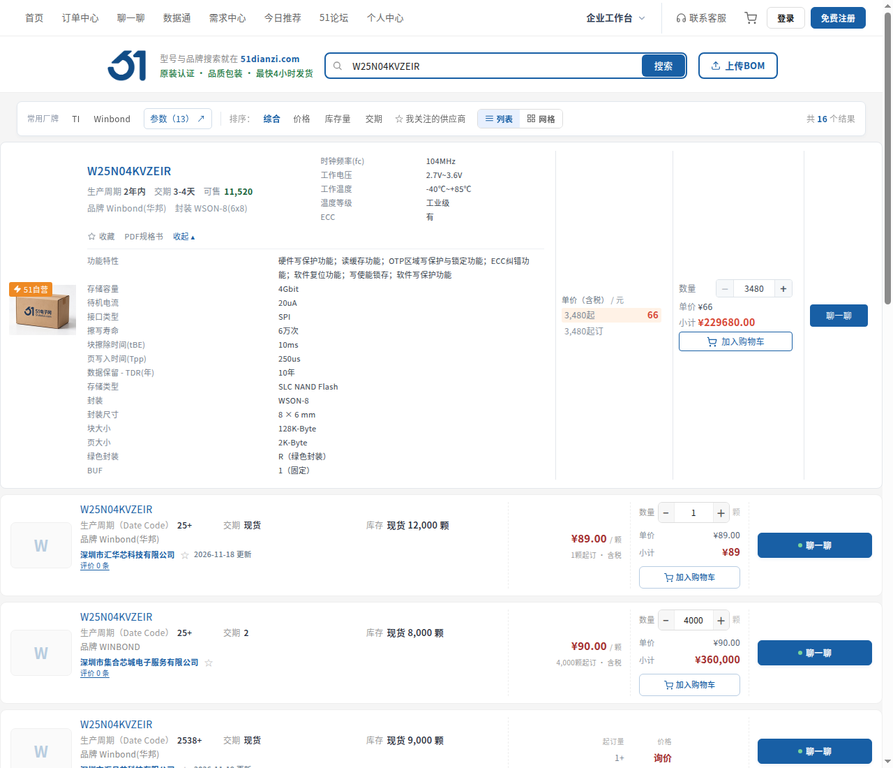 首页 订单中心 聊一聊 数据通 需求中心 今日推荐 51论坛 个人中心 企业工作台 联系客服 登录 免费注册
51 型号与品牌搜索就在 51dianzi.com
原装认证 · 品质包装 · 最快4小时发货
W25N04KVZEIR 搜索 上传BOM
常用厂牌 TI Winbond 参数（13） ↗ 排序： 综合 价格 库存量 交期 ☆ 我关注的供应商 列表 网格 共 16 个结果
W25N04KVZEIR
生产周期 2年内 交期 3-4天 可售 11,520
品牌 Winbond(华邦) 封装 WSON-8(6x8)
时钟频率(fc) 104MHz
工作电压 2.7V~3.6V
工作温度 -40℃~+85℃
温度等级 工业级
ECC 有
☆ 收藏 PDF规格书 收起 ▴
功能特性 硬件写保护功能；读缓存功能；OTP区域写保护与锁定功能；ECC纠错功
能；软件复位功能；写使能锁存；软件写保护功能
存储容量 4Gbit
待机电流 20uA
接口类型 SPI
擦写寿命 6万次
块擦除时间(tBE) 10ms
页写入时间(Tpp) 250us
数据保留 - TDR(年) 10年
存储类型 SLC NAND Flash
封装 WSON-8
封装尺寸 8 × 6 mm
块大小 128K-Byte
页大小 2K-Byte
绿色封装 R（绿色封装）
BUF 1（固定）
51自营
单价（含税） / 元
3,480起 66
3,480起订
数量 − 3480 +
单价 ¥66
小计 ¥229680.00
加入购物车
聊一聊
W
W25N04KVZEIR
生产周期（Date Code） 25+ 交期 现货 库存 现货 12,000 颗
品牌 Winbond(华邦)
深圳市汇华芯科技有限公司 ☆ 2026-11-18 更新
评价 0 条
¥89.00 / 颗
1颗起订 · 含税
数量 − 1 + 颗
单价 ¥89.00
小计 ¥89
加入购物车
聊一聊
W
W25N04KVZEIR
生产周期（Date Code） 25+ 交期 2 库存 现货 8,000 颗
品牌 WINBOND
深圳市集合芯城电子服务有限公司 ☆
评价 0 条
¥90.00 / 颗
4,000颗起订 · 含税
数量 − 4000 + 颗
单价 ¥90.00
小计 ¥360,000
加入购物车
聊一聊
W
W25N04KVZEIR
生产周期（Date Code） 2538+ 交期 现货 库存 现货 9,000 颗
品牌 Winbond(华邦)
起订量 价格
1+ 询价
聊一聊